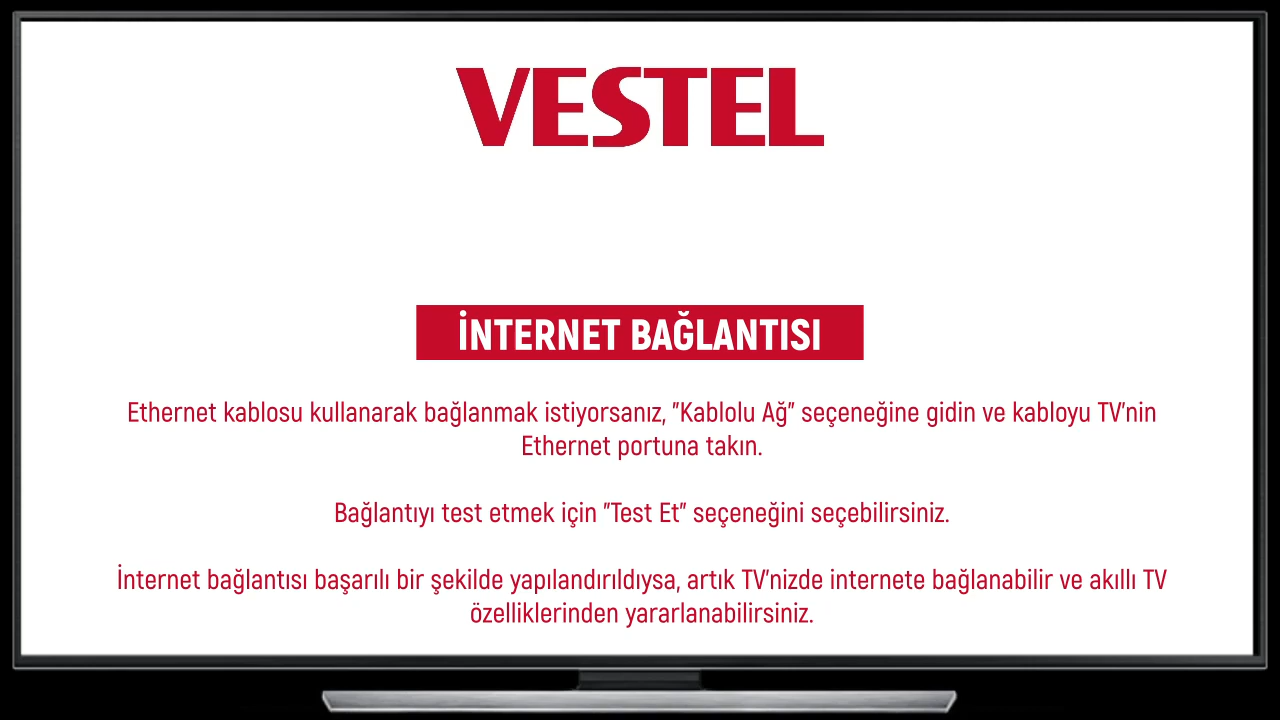 VESTEL
İNTERNET BAĞLANTISI
Ethernet kablosu kullanarak bağlanmak istiyorsanız, "Kablolu Ağ" seçeneğine gidin ve kabloyu TV'nin
Ethernet portuna takın.
Bağlantıyı test etmek için "Test Et" seçeneğini seçebilirsiniz.
İnternet bağlantısı başarılı bir şekilde yapılandırıldıysa, artık TV'nizde internete bağlanabilir ve akıllı TV
özelliklerinden yararlanabilirsiniz.